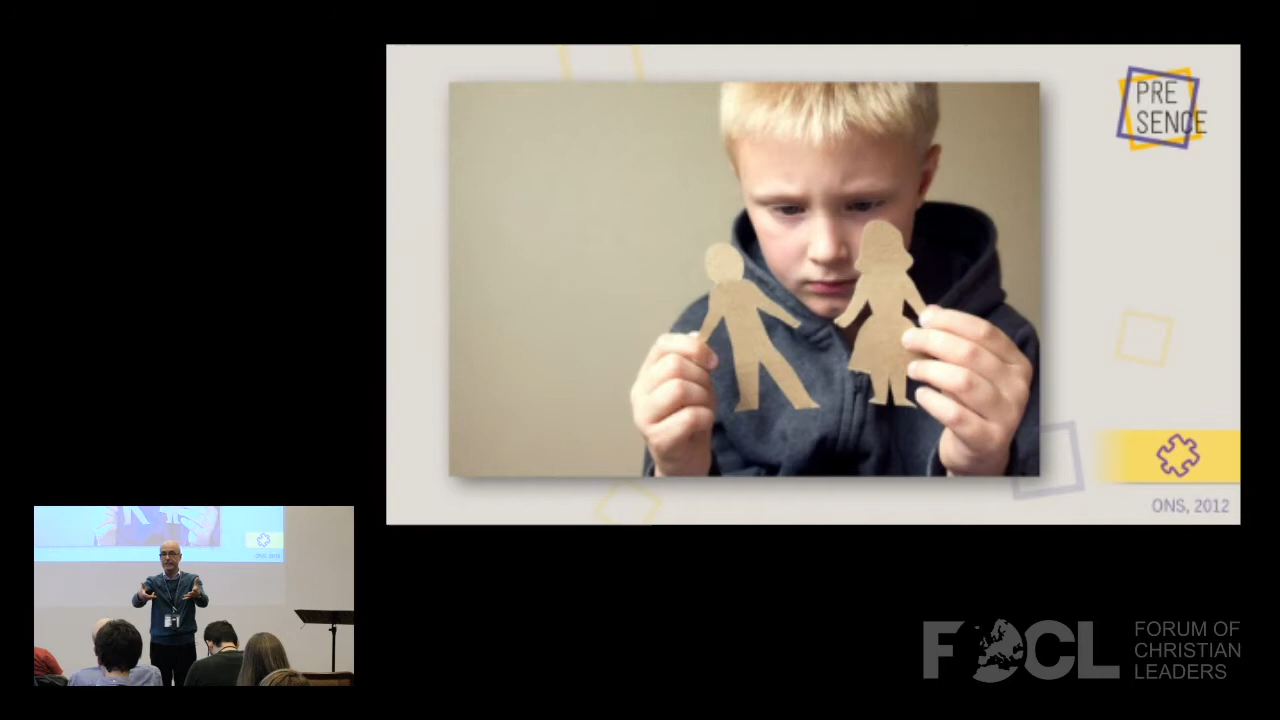 PRE
SENCE
ONS, 2012
FOCL
FORUM OF
CHRISTIAN
LEADERS